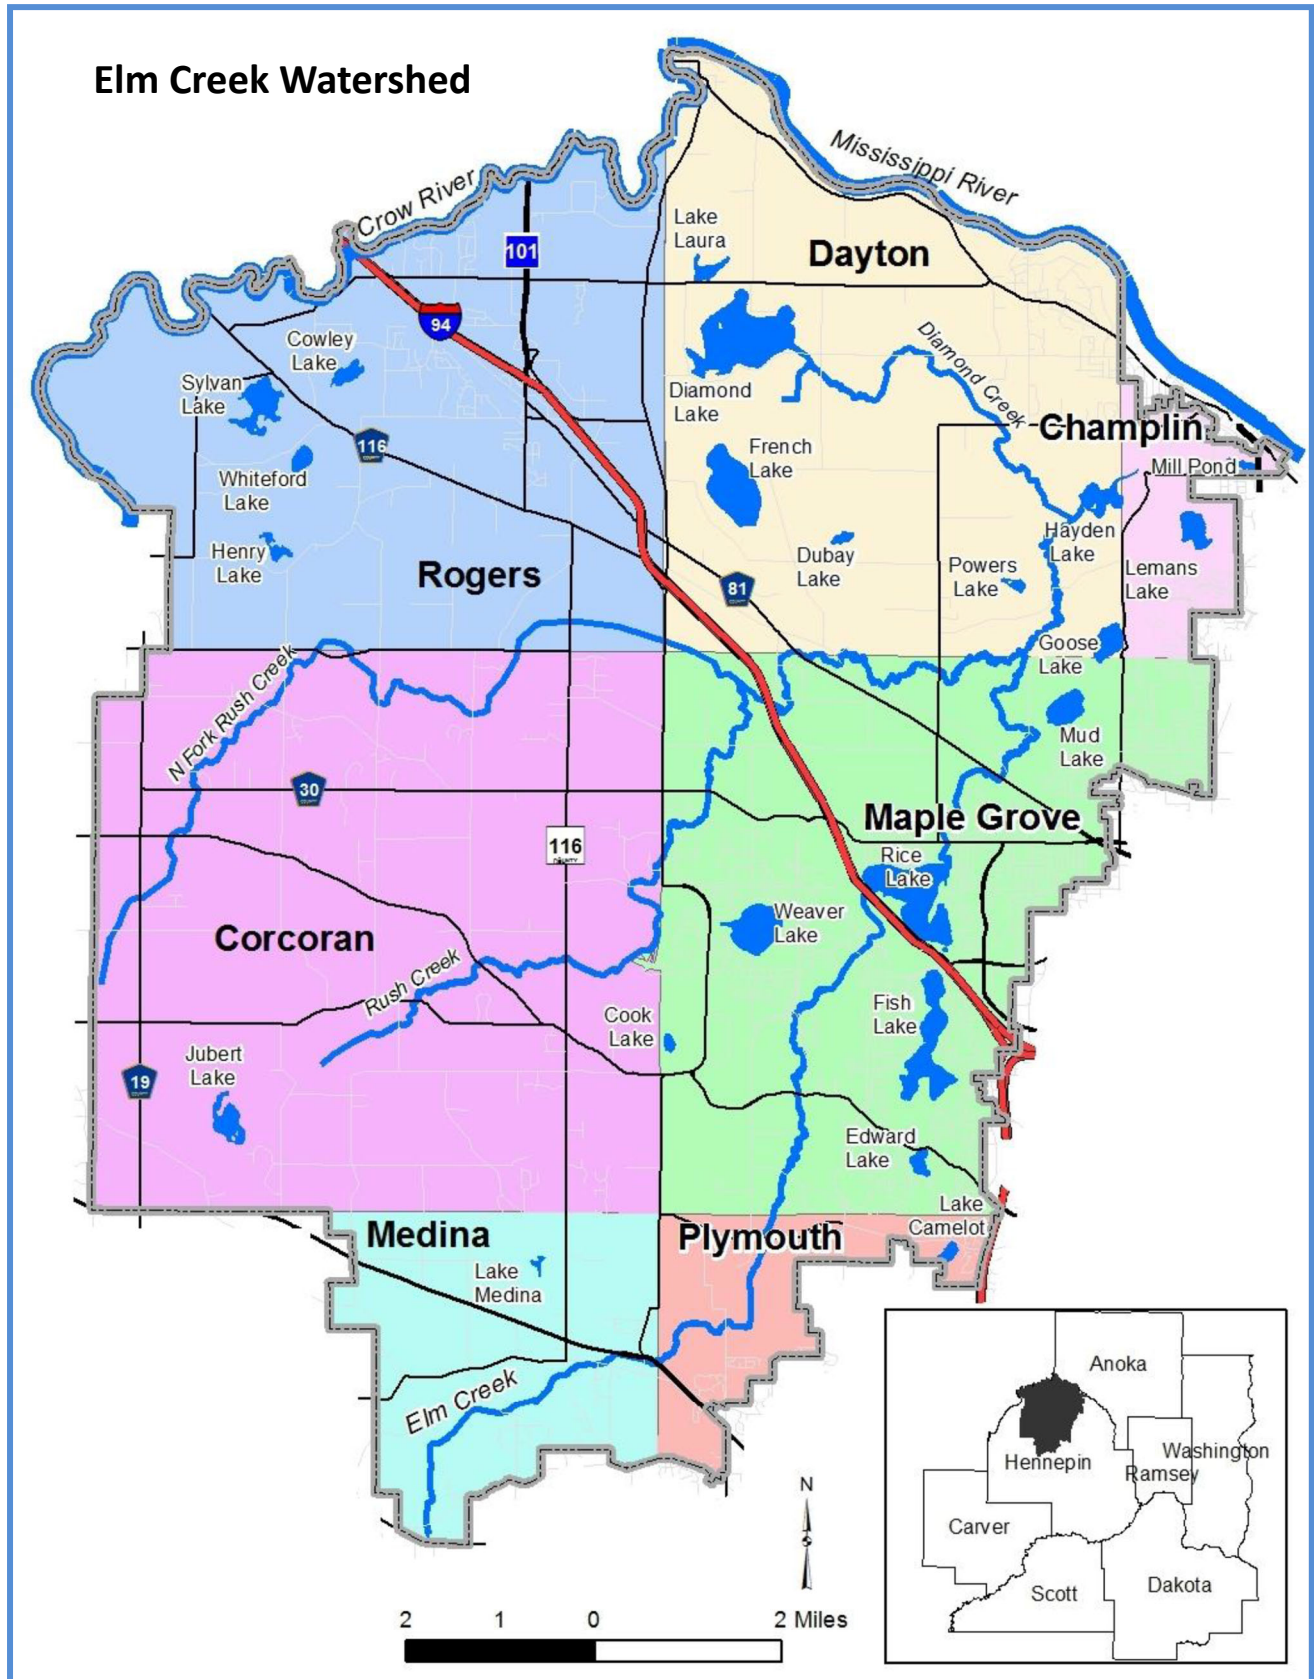 Elm Creek Watershed
Mississippi River
Crow River
Lake
Laura
Dayton
101
94
Cowley
Lake
Sylvan
Lake
Diamond Creek
Diamond
Lake
Champlin
116
French
Lake
Mill Pond
Whiteford
Lake
Hayden
Lake
Henry
Lake
Dubay
Lake
Powers
Lake
Lemans
Lake
Rogers
81
COUNTY
Goose
Lake
N Fork Rush Creek
Mud
Lake
30
COUNTY
Maple Grove
116
COUNTY
Rice
Lake
Weaver
Lake
Corcoran
Rush Creek
Fish
Lake
Cook
Lake
Jubert
Lake
19
COUNTY
Edward
Lake
Lake
Camelot
Medina
Plymouth
Lake
Medina
Elm Creek
Anoka
Washington
Hennepin
Ramsey
Carver
Scott
Dakota
N
2 1 0 2 Miles